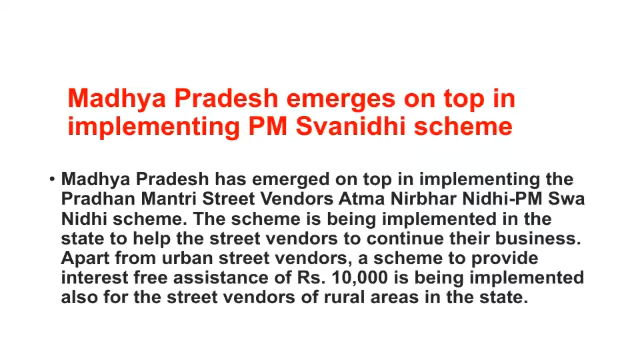 Madhya Pradesh emerges on top in
implementing PM Svanidhi scheme
• Madhya Pradesh has emerged on top in implementing the
Pradhan Mantri Street Vendors Atma Nirbhar Nidhi-PM Swa
Nidhi scheme. The scheme is being implemented in the
state to help the street vendors to continue their business.
Apart from urban street vendors, a scheme to provide
interest free assistance of Rs. 10,000 is being implemented
also for the street vendors of rural areas in the state.